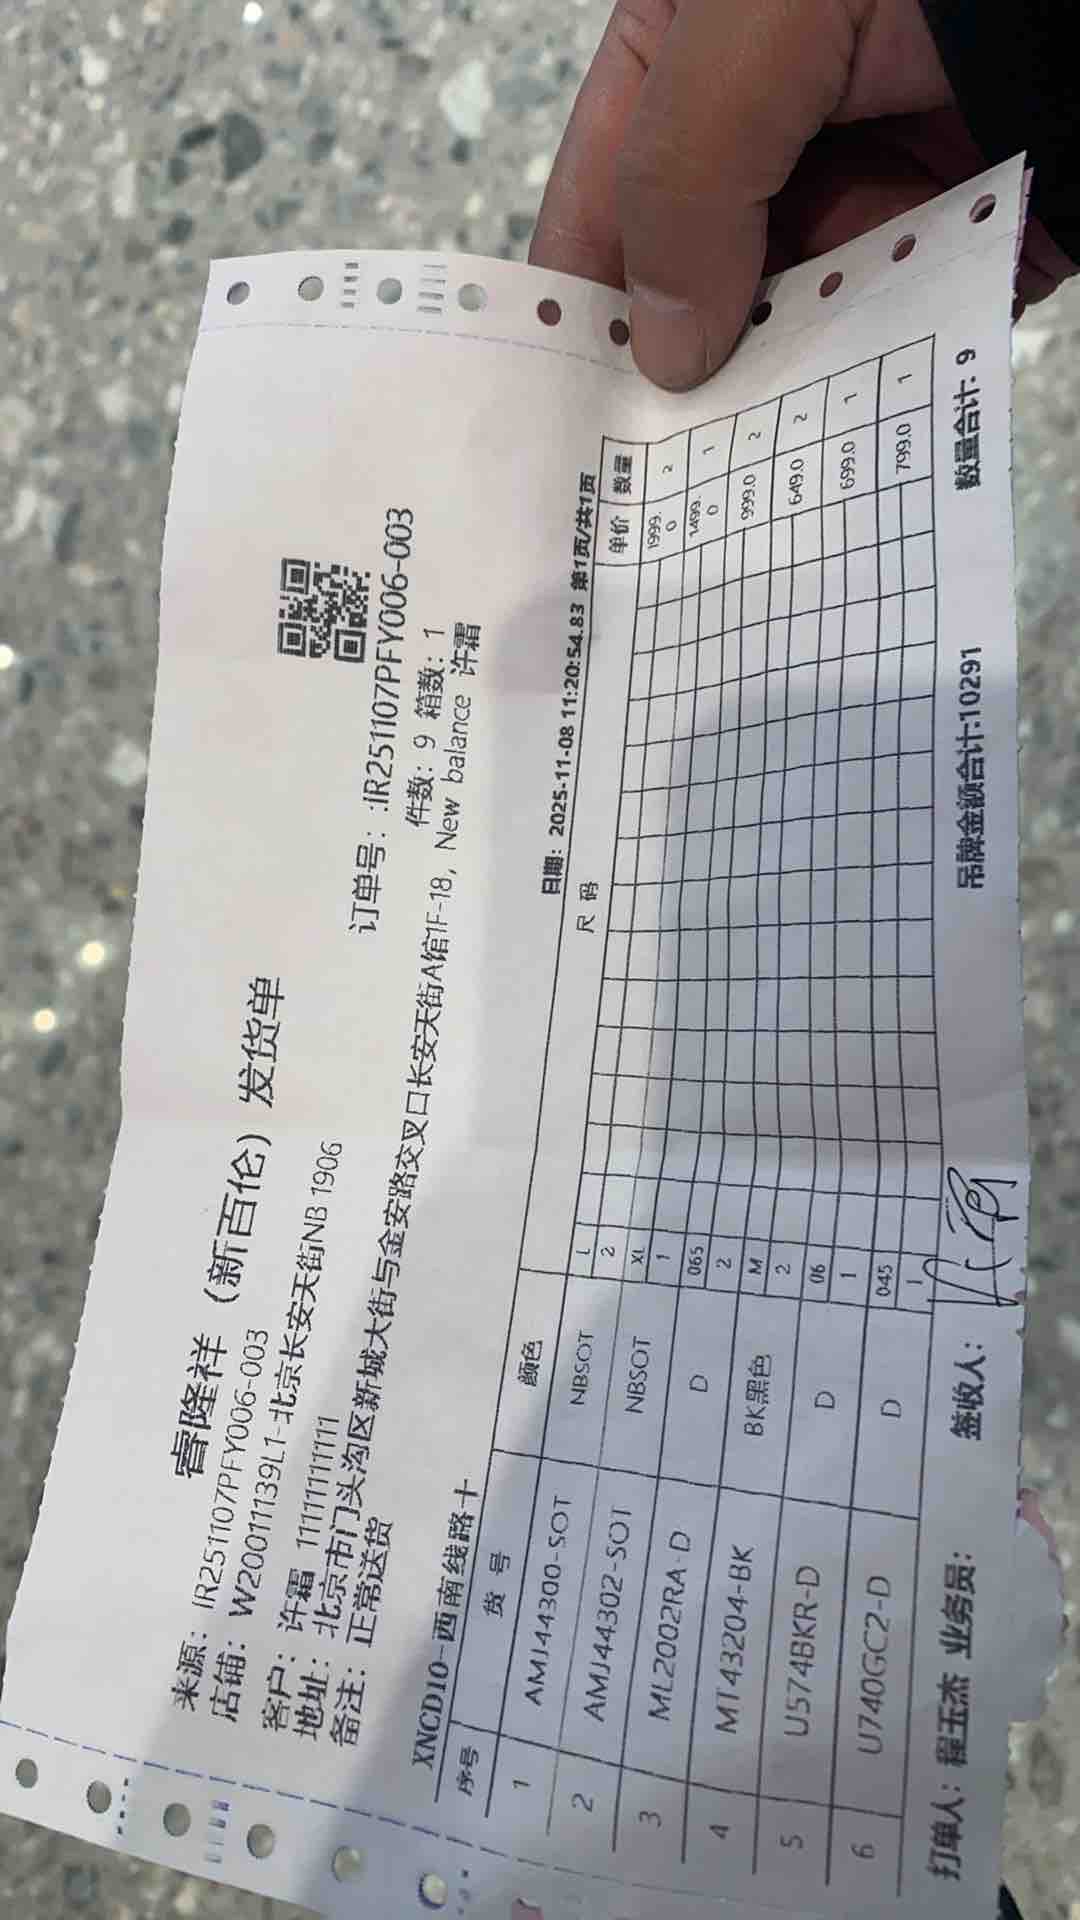 睿隆祥（新百伦）发货单
来源：IR251107PFY006-003
店铺：W20011139L1-北京长安天街NB 1906
订单号：:IR251107PFY006-003
客户：许霜 11111111111
件数：9 箱数：1
地址：北京市门头沟区新城大街与金安路交叉口长安天街A馆1F-18，New balance 许霜
备注：正常送货
XNCD10-西南线路十
日期：2025-11-08 11:20:54.83 第1页/共1页
序号 货号 颜色 尺码 单价 数量
1 AMJ44300-SOT NBSOT L 2 1999.0 2
2 AMJ44302-SOT NBSOT XL 1 1499.0 1
3 ML2002RA-D D 065 2 999.0 2
4 MT43204-BK BK黑色 M 2 649.0 2
5 U574BKR-D D 06 1 699.0 1
6 U740GC2-D D 045 1 799.0 1
打单人：程玉杰 业务员： 签收人： 吊牌金额合计:10291 数量合计：9